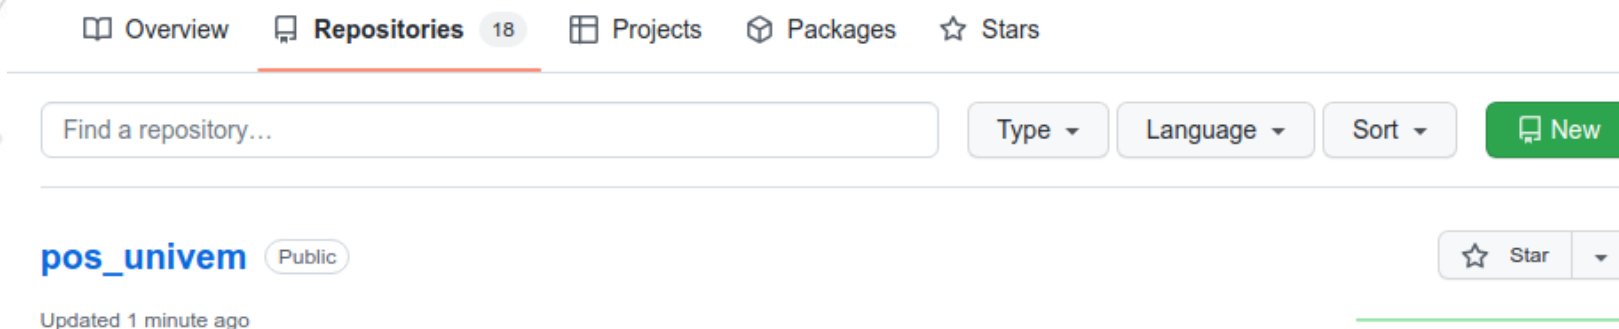 Overview Repositories 18 Projects Packages Stars
Find a repository... Type Language Sort New
pos_univem Public Star
Updated 1 minute ago